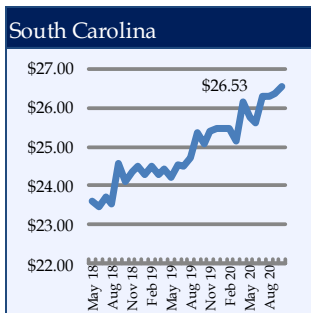 South Carolina
$27.00
$26.53
$26.00
$25.00
$24.00
$23.00
$22.00
May 18
Aug 18
Nov 18
Feb 19
May 19
Aug 19
Nov 19
Feb 20
May 20
Aug 20